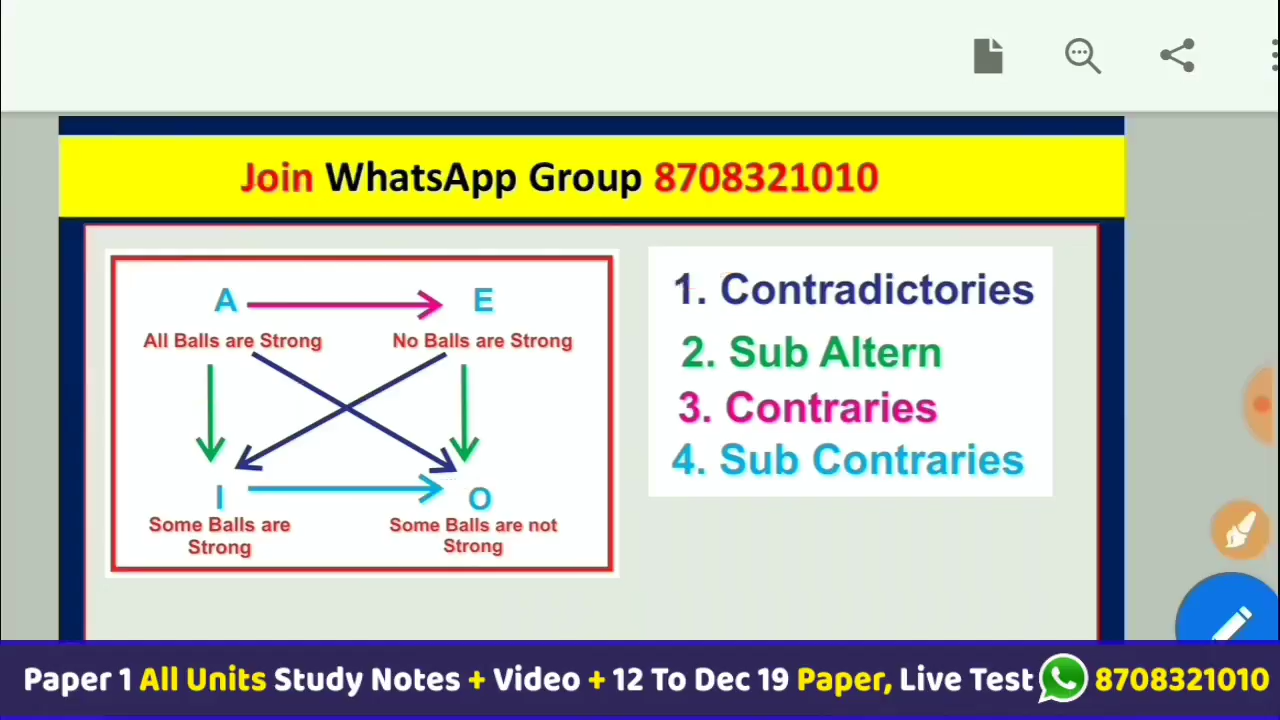 Join WhatsApp Group 8708321010
A
E
All Balls are Strong
No Balls are Strong
I
O
Some Balls are
Strong
Some Balls are not
Strong
1. Contradictories
2. Sub Altern
3. Contraries
4. Sub Contraries
Paper 1 All Units Study Notes + Video + 12 To Dec 19 Paper, Live Test 8708321010